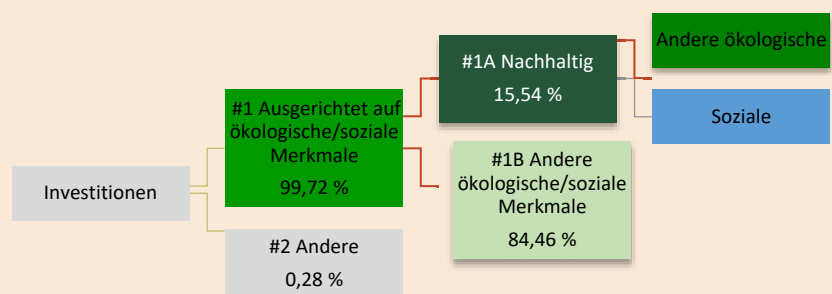 Investitionen
#1 Ausgerichtet auf
ökologische/soziale
Merkmale
99,72 %
#2 Andere
0,28 %
#1A Nachhaltig
15,54 %
#1B Andere
ökologische/soziale
Merkmale
84,46 %
Andere ökologische
Soziale